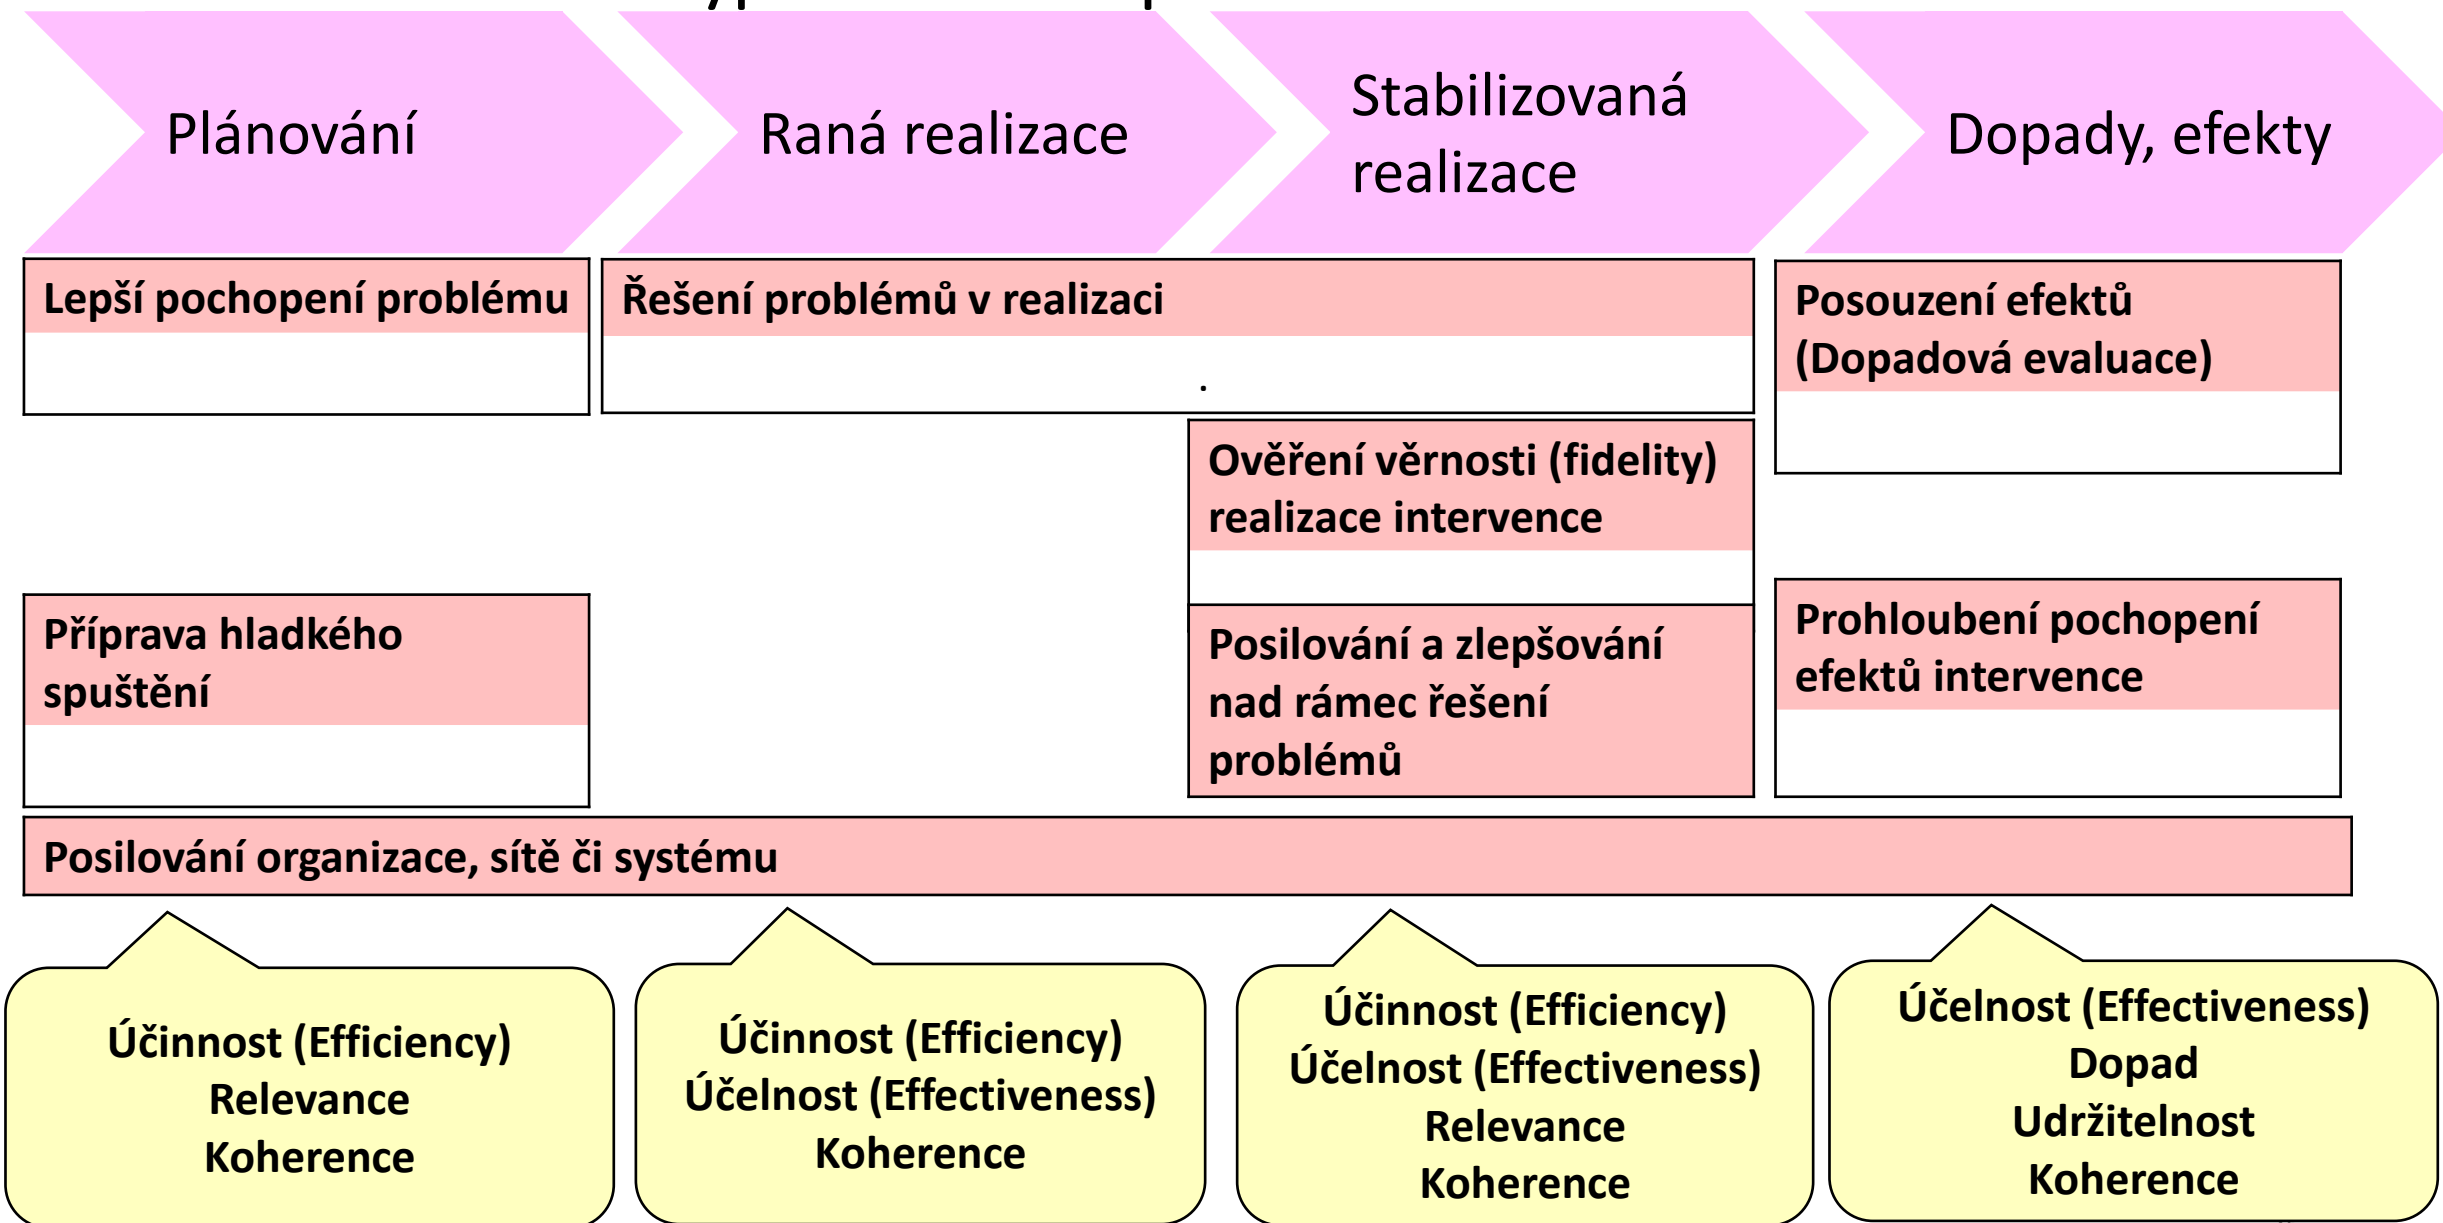 Plánování
Raná realizace
Stabilizovaná
realizace
Dopady, efekty
Lepší pochopení problému
Řešení problémů v realizaci
.
Posouzení efektů
(Dopadová evaluace)
Ověření věrnosti (fidelity)
realizace intervence
Příprava hladkého
spuštění
Posilování a zlepšování
nad rámec řešení
problémů
Prohloubení pochopení
efektů intervence
Posilování organizace, sítě či systému
Účinnost (Efficiency)
Relevance
Koherence
Účinnost (Efficiency)
Účelnost (Effectiveness)
Koherence
Účinnost (Efficiency)
Účelnost (Effectiveness)
Relevance
Koherence
Účelnost (Effectiveness)
Dopad
Udržitelnost
Koherence